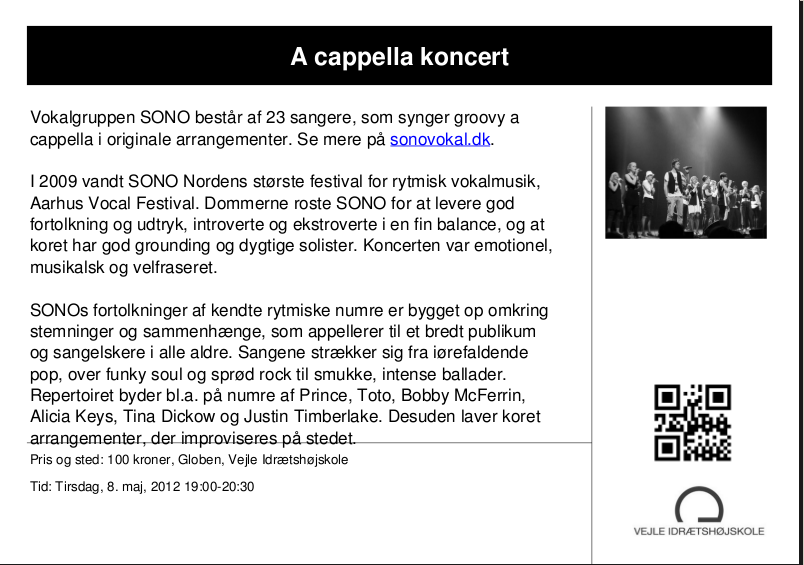 A cappella koncert
Vokalgruppen SONO består af 23 sangere, som synger groovy a
cappella i originale arrangementer. Se mere på sonovokal.dk.
I 2009 vandt SONO Nordens største festival for rytmisk vokalmusik,
Aarhus Vocal Festival. Dommerne roste SONO for at levere god
fortolkning og udtryk, introverte og ekstroverte i en fin balance, og at
koret har god grounding og dygtige solister. Koncerten var emotionel,
musikalsk og velfraseret.
SONOs fortolkninger af kendte rytmiske numre er bygget op omkring
stemninger og sammenhænge, som appellerer til et bredt publikum
og sangelskere i alle aldre. Sangene strækker sig fra iørefaldende
pop, over funky soul og sprød rock til smukke, intense ballader.
Repertoiret byder bl.a. på numre af Prince, Toto, Bobby McFerrin,
Alicia Keys, Tina Dickow og Justin Timberlake. Desuden laver koret
arrangementer, der improviseres på stedet.
Pris og sted: 100 kroner, Globen, Vejle Idrætshøjskole
Tid: Tirsdag, 8. maj, 2012 19:00-20:30
VEJLE IDRÆTSHØJSKOLE